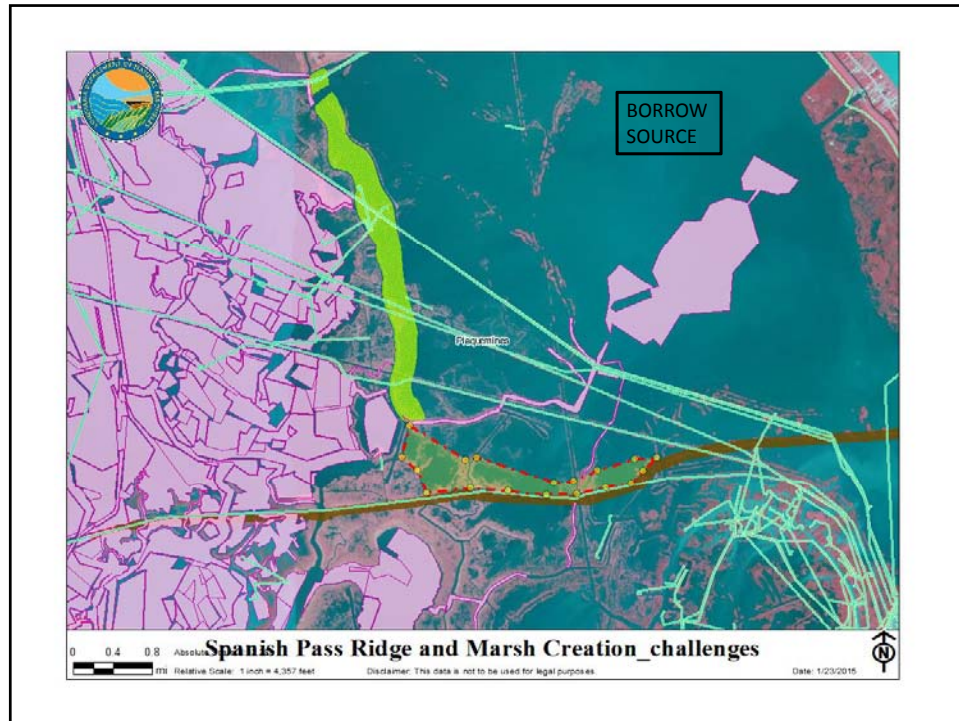 BORROW
SOURCE
Plaquemines
Spanish Pass Ridge and Marsh Creation_challenges
0 0.4 0.8
mi
Relative Scale: 1 inch = 4,357 feet
Disclaimer: This data is not to be used for legal purposes.
Date: 1/23/2015
N